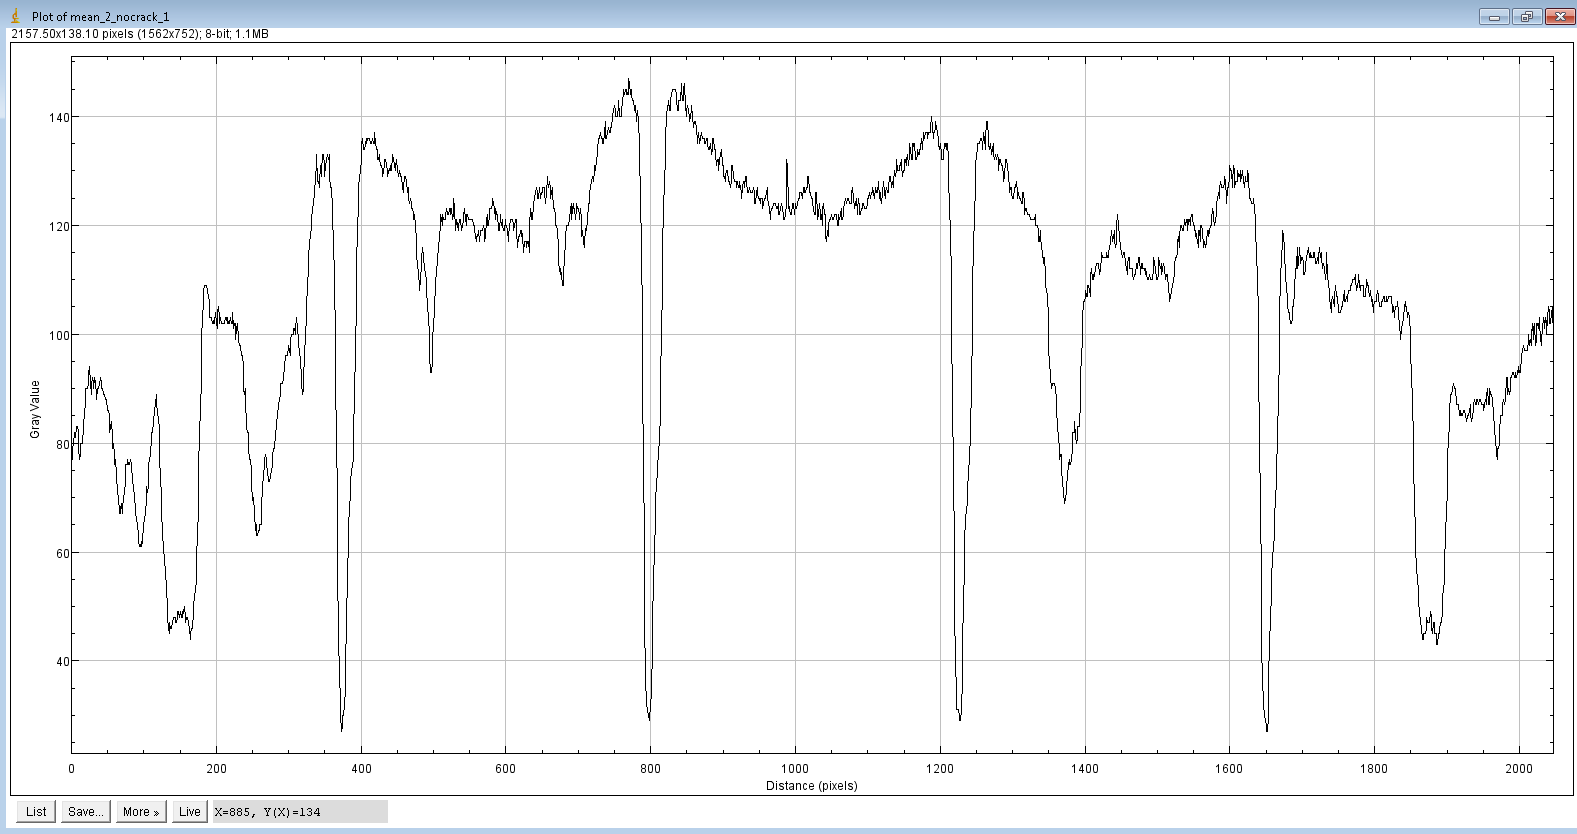 Plot of mean_2_nocrack_1
2157.50x138.10 pixels (1562x752); 8-bit; 1.1MB
140
120
100
80
60
40
Gray Value
0 200 400 600 800 1000 1200 1400 1600 1800 2000
Distance (pixels)
List Save... More » Live X=885, Y(X)=134